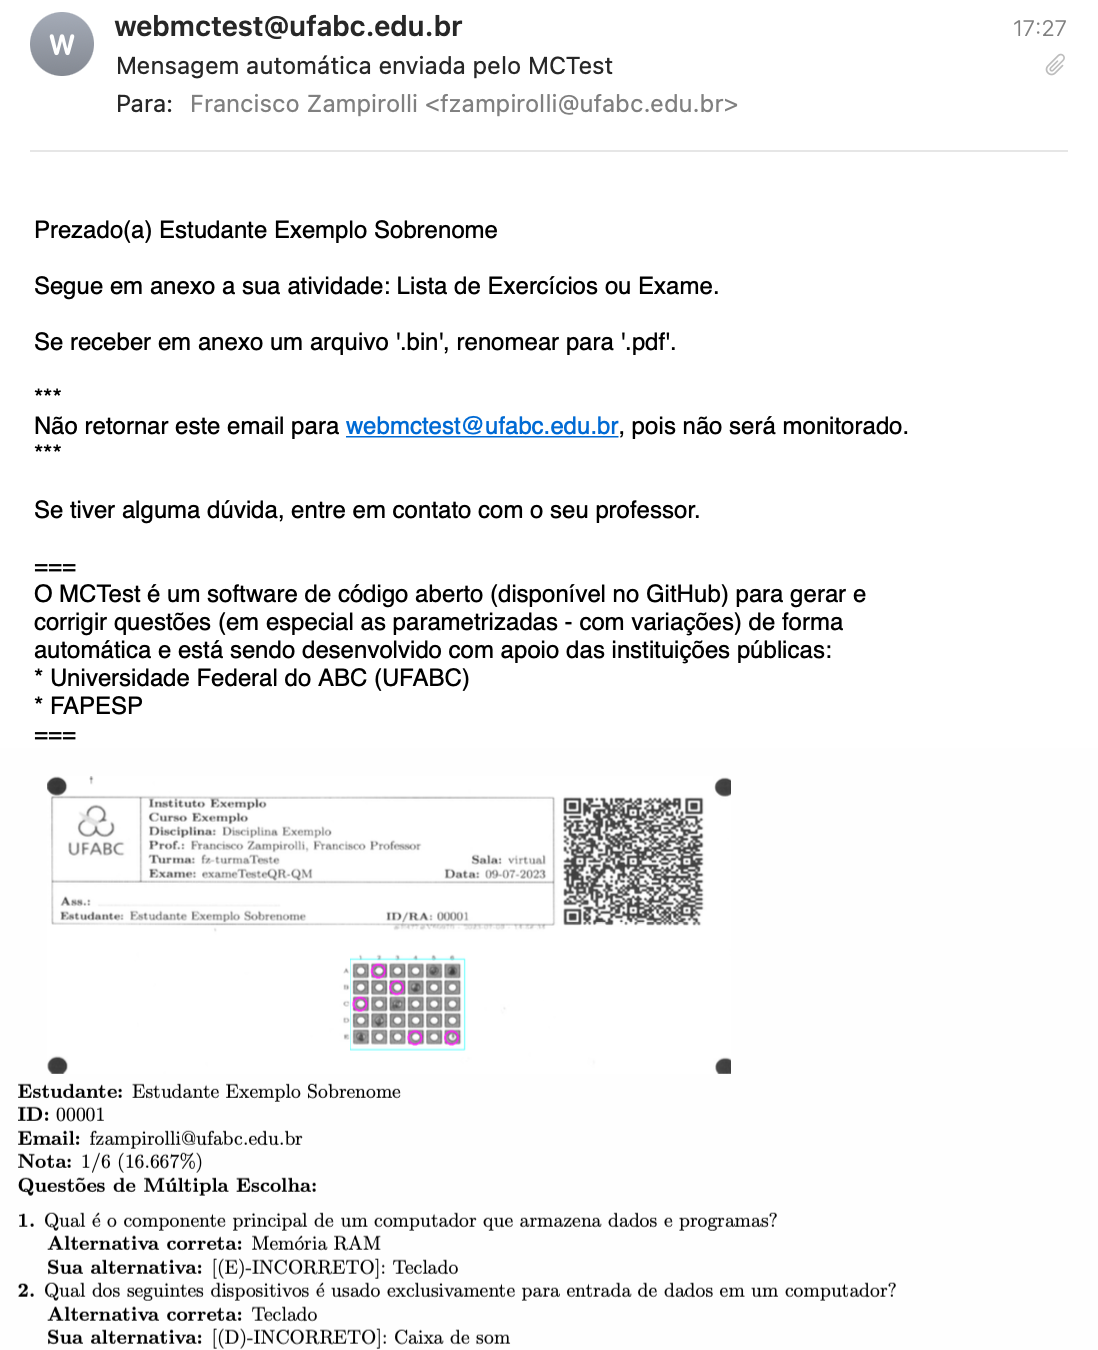 W
webmctest@ufabc.edu.br
17:27
Mensagem automática enviada pelo MCTest
Para: Francisco Zampirolli <fzampirolli@ufabc.edu.br>
Prezado(a) Estudante Exemplo Sobrenome
Segue em anexo a sua atividade: Lista de Exercícios ou Exame.
Se receber em anexo um arquivo '.bin', renomear para '.pdf'.
***
Não retornar este email para webmctest@ufabc.edu.br, pois não será monitorado.
***
Se tiver alguma dúvida, entre em contato com o seu professor.
===
O MCTest é um software de código aberto (disponível no GitHub) para gerar e
corrigir questões (em especial as parametrizadas - com variações) de forma
automática e está sendo desenvolvido com apoio das instituições públicas:
* Universidade Federal do ABC (UFABC)
* FAPESP
===
UFABC
Instituto Exemplo
Curso Exemplo
Disciplina: Disciplina Exemplo
Prof.: Francisco Zampirolli, Francisco Professor
Turma: fz-turmaTeste Sala: virtual
Exame: exameTesteQR-QM Data: 09-07-2023
Ass.:
Estudante: Estudante Exemplo Sobrenome ID/RA: 00001
Estudante: Estudante Exemplo Sobrenome
ID: 00001
Email: fzampirolli@ufabc.edu.br
Nota: 1/6 (16.667%)
Questões de Múltipla Escolha:
1. Qual é o componente principal de um computador que armazena dados e programas?
Alternativa correta: Memória RAM
Sua alternativa: [(E)-INCORRETO]: Teclado
2. Qual dos seguintes dispositivos é usado exclusivamente para entrada de dados em um computador?
Alternativa correta: Teclado
Sua alternativa: [(D)-INCORRETO]: Caixa de som